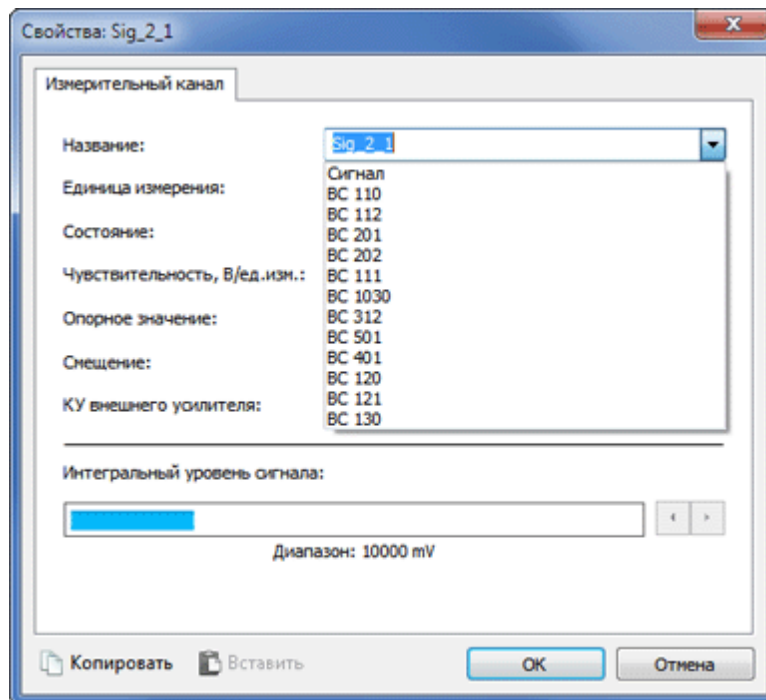 Свойства: Sig_2_1
Измерительный канал
Название:
Sig_2_1
Сигнал
ВС 110
ВС 112
ВС 201
ВС 202
ВС 111
ВС 1030
ВС 312
ВС 501
ВС 401
ВС 120
ВС 121
ВС 130
Единица измерения:
Состояние:
Чувствительность, В/ед.изм.:
Опорное значение:
Смещение:
КУ внешнего усилителя:
Интегральный уровень сигнала:
Диапазон: 10000 mV
Копировать
Вставить
OK
Отмена